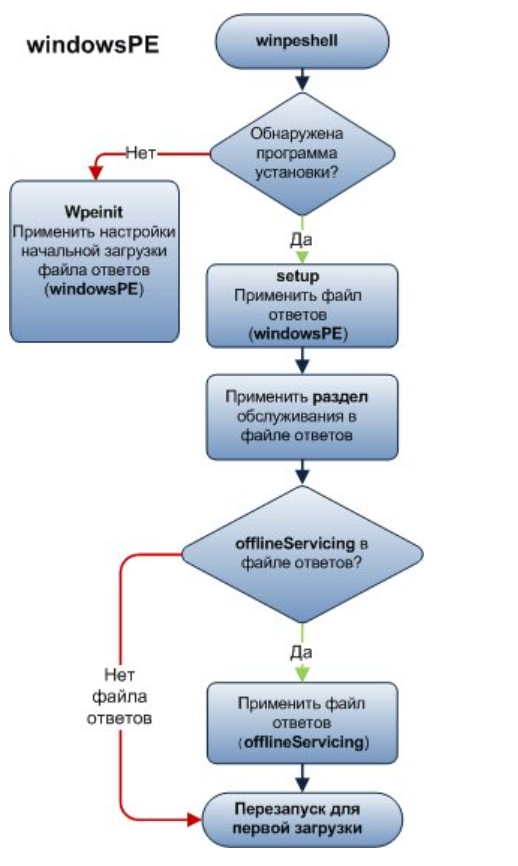 windowsPE
winpeshell
Обнаружена
программа
установки?
Нет
Wpeinit
Применить настройки
начальной загрузки
файла ответов
(windowsPE)
Да
setup
Применить файл
ответов
(windowsPE)
Применить раздел
обслуживания в
файле ответов
offlineServicing в
файле ответов?
Да
Нет
файла
ответов
Применить файл
ответов
(offlineServicing)
Перезапуск для
первой загрузки